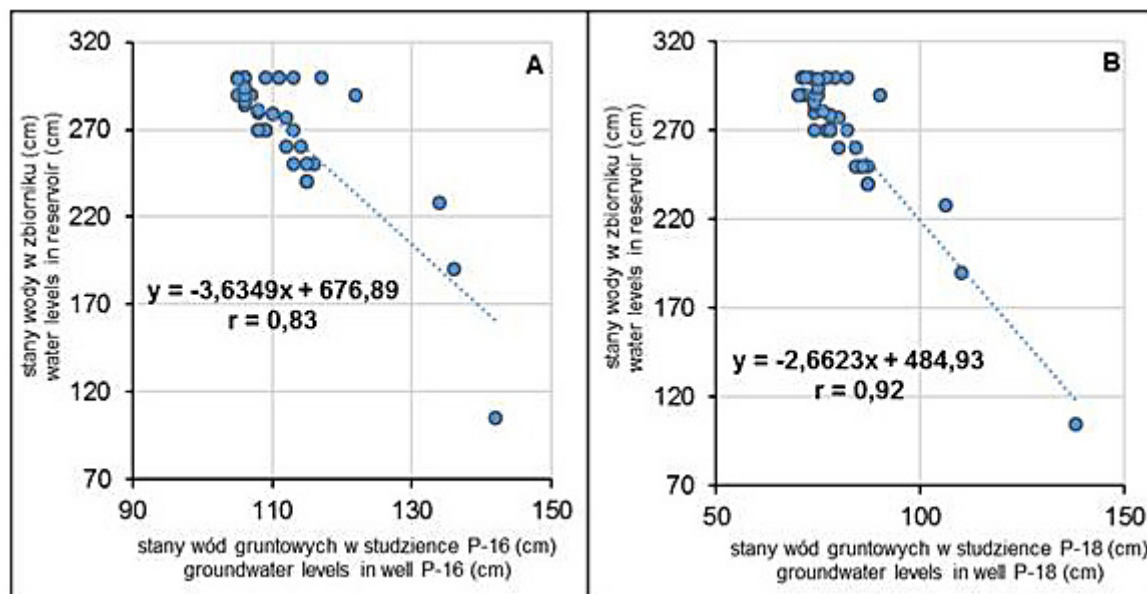 A
320
270
220
170
120
70
stany wody w zbiorniku (cm)
water levels in reservoir (cm)
y = -3,6349x + 676,89
r = 0,83
90 110 130 150
stany wód gruntowych w studzience P-16 (cm)
groundwater levels in well P-16 (cm)
B
320
270
220
170
120
70
stany wody w zbiorniku (cm)
water levels in reservoir (cm)
y = -2,6623x + 484,93
r = 0,92
50 100 150
stany wód gruntowych w studzience P-18 (cm)
groundwater levels in well P-18 (cm)